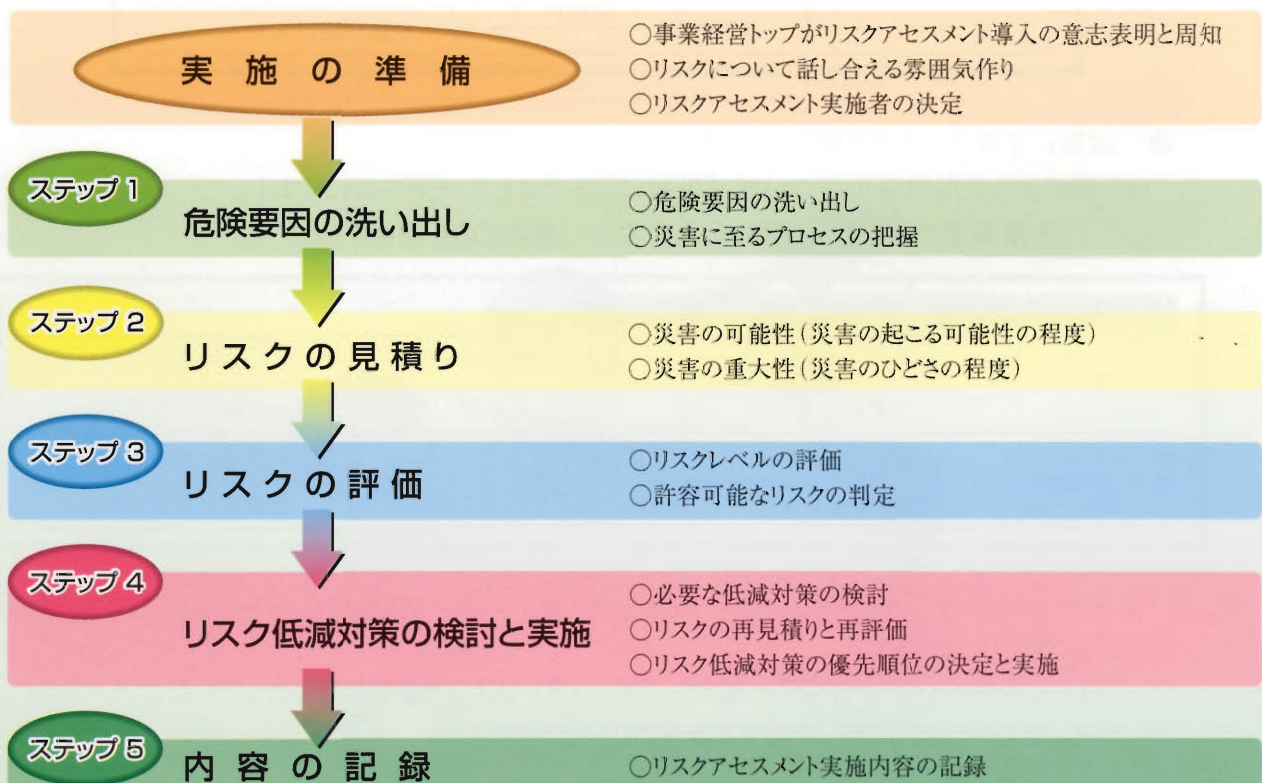 実施の準備
○事業経営トップがリスクアセスメント導入の意志表明と周知
○リスクについて話し合える雰囲気作り
○リスクアセスメント実施者の決定
ステップ1
危険要因の洗い出し
○危険要因の洗い出し
○災害に至るプロセスの把握
ステップ2
リスクの見積り
○災害の可能性(災害の起こる可能性の程度)
○災害の重大性(災害のひどさの程度)
ステップ3
リスクの評価
○リスクレベルの評価
○許容可能なリスクの判定
ステップ4
リスク低減対策の検討と実施
○必要な低減対策の検討
○リスクの再見積りと再評価
○リスク低減対策の優先順位の決定と実施
ステップ5
内容の記録
○リスクアセスメント実施内容の記録